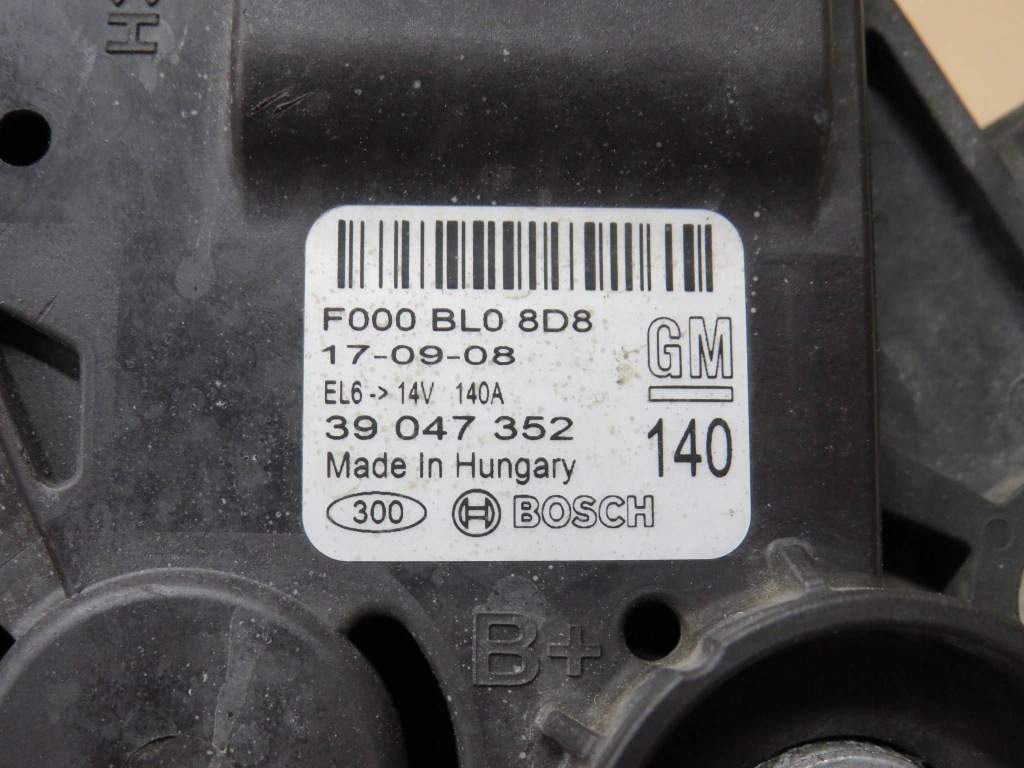 F000 BL0 8D8
17-09-08
EL6 -> 14V 140A
39 047 352
Made In Hungary
GM
140
300 BOSCH
B+